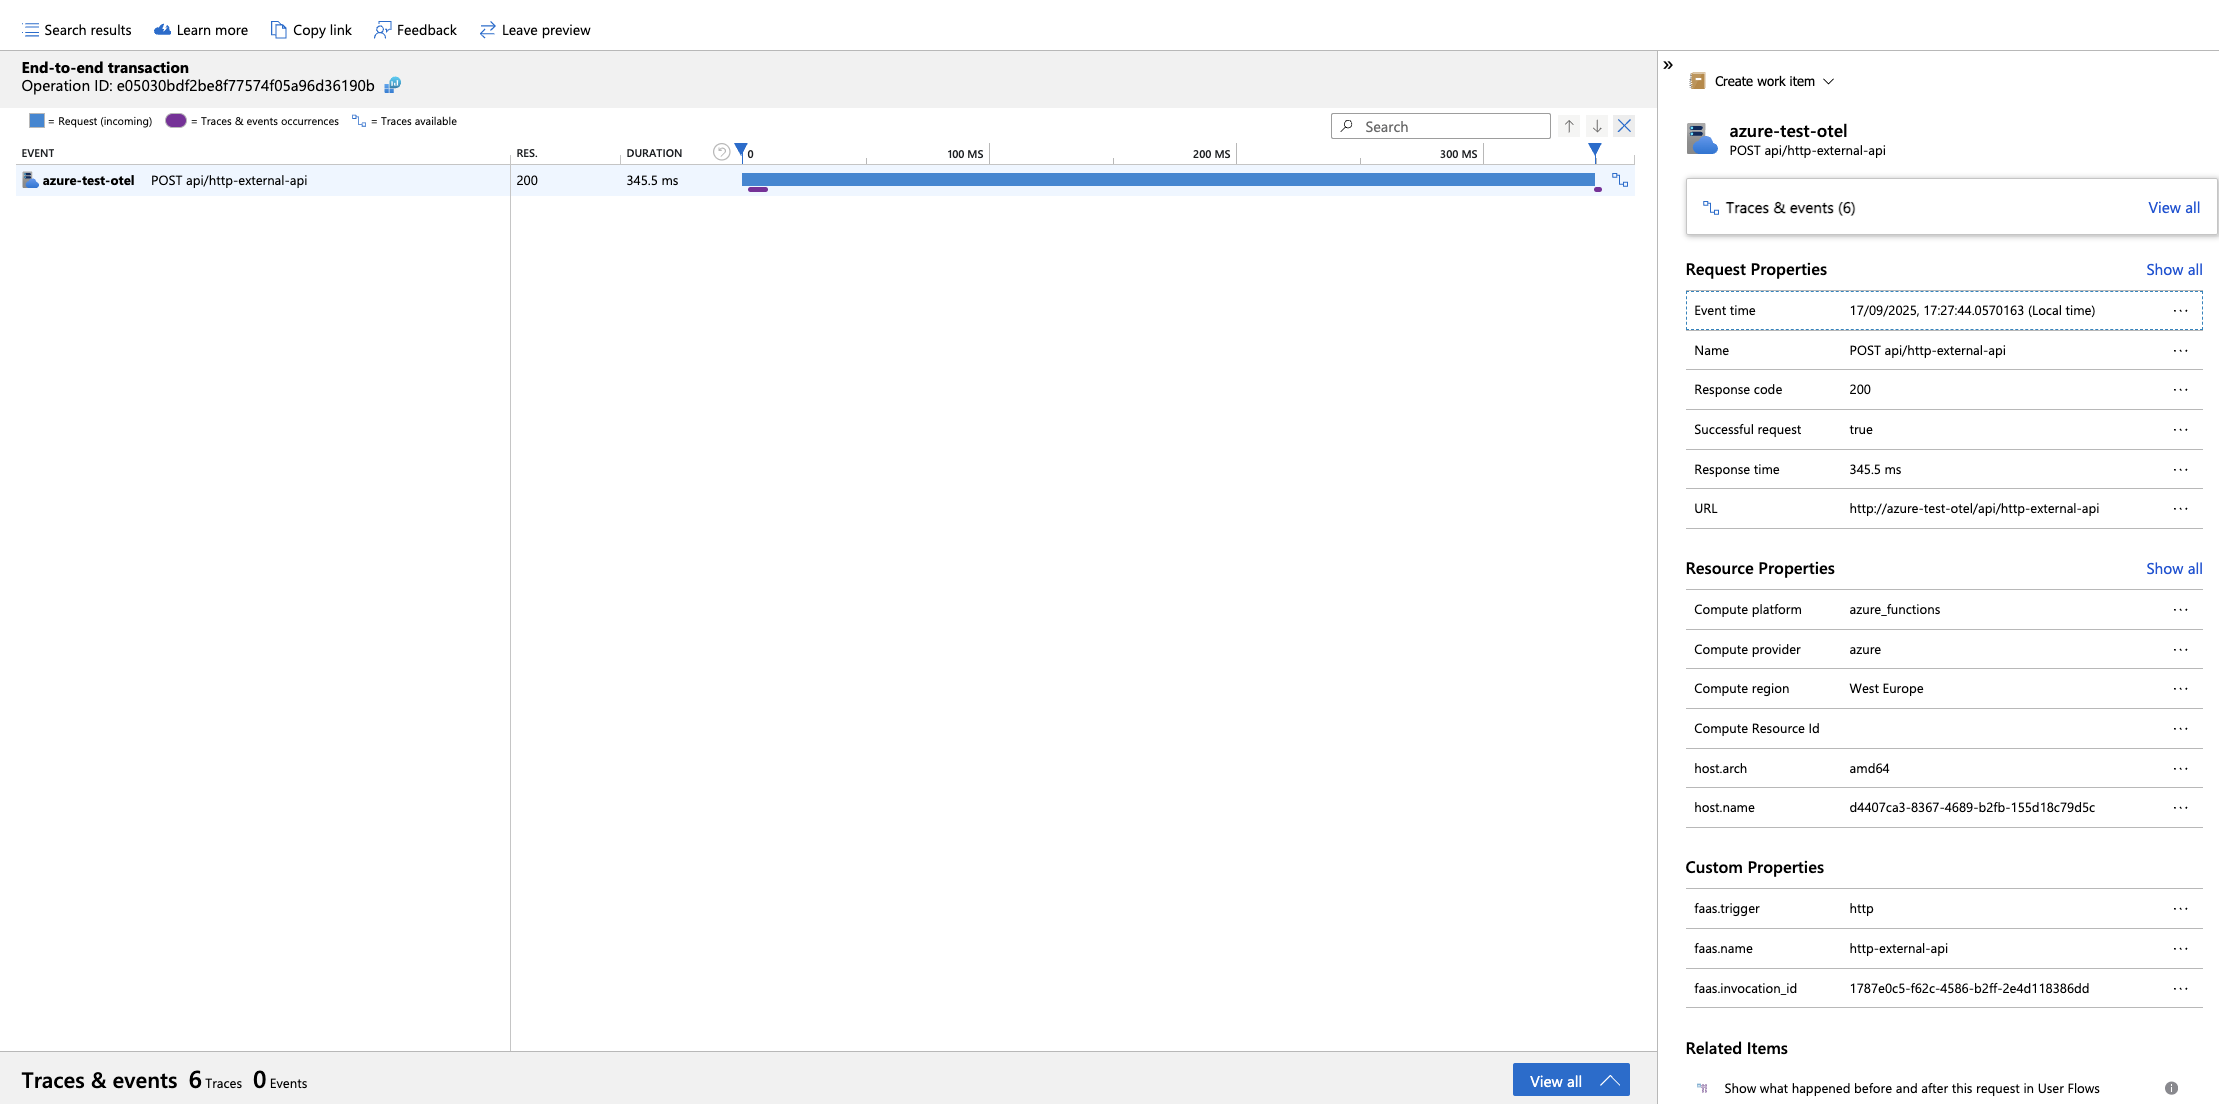 Search results Learn more Copy link Feedback Leave preview
End-to-end transaction
Operation ID: e05030bdf2be8f77574f05a96d36190b
= Request (incoming) = Traces & events occurrences = Traces available
Search
EVENT RES. DURATION 0 100 MS 200 MS 300 MS
azure-test-otel POST api/http-external-api 200 345.5 ms
Traces & events 6 Traces 0 Events
View all
»
Create work item
azure-test-otel
POST api/http-external-api
Traces & events (6) View all
Request Properties Show all
Event time 17/09/2025, 17:27:44.0570163 (Local time) ...
Name POST api/http-external-api ...
Response code 200 ...
Successful request true ...
Response time 345.5 ms ...
URL http://azure-test-otel/api/http-external-api ...
Resource Properties Show all
Compute platform azure_functions ...
Compute provider azure ...
Compute region West Europe ...
Compute Resource Id ...
host.arch amd64 ...
host.name d4407ca3-8367-4689-b2fb-155d18c79d5c ...
Custom Properties
faas.trigger http ...
faas.name http-external-api ...
faas.invocation_id 1787e0c5-f62c-4586-b2ff-2e4d118386dd ...
Related Items
Show what happened before and after this request in User Flows